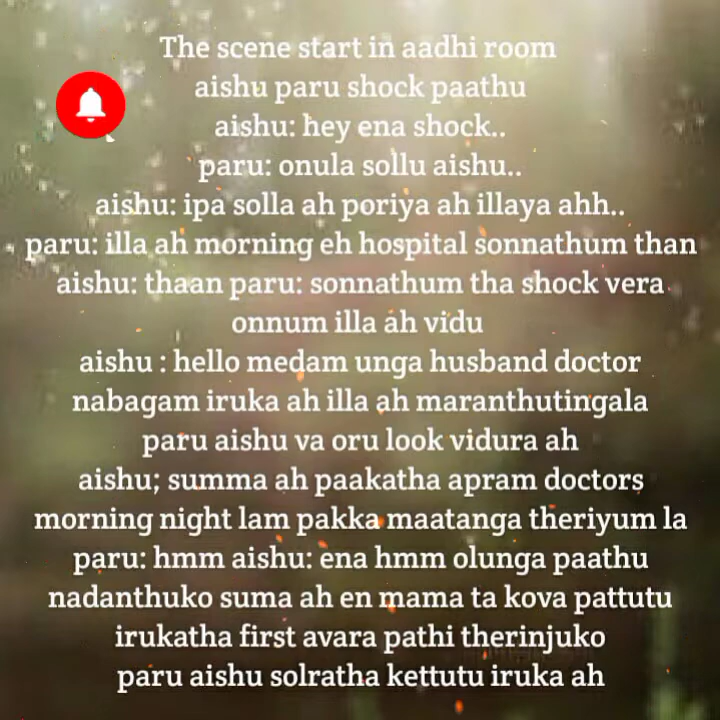 The scene start in aadhi room
aishu paru shock paathu
aishu: hey ena shock..
paru: onula sollu aishu..
aishu: ipa solla ah poriya ah illaya ahh..
paru: illa ah morning eh hospital sonnathum than
aishu: thaan paru: sonnathum tha shock vera
onnum illa ah vidu
aishu : hello medam unga husband doctor
nabagam iruka ah illa ah maranthutingala
paru aishu va oru look vidura ah
aishu; summa ah paakatha apram doctors
morning night lam pakka maatanga theriyum la
paru: hmm aishu: ena hmm olunga paathu
nadanthuko suma ah en mama ta kova pattutu
irukatha first avara pathi therinjuko
paru aishu solratha kettutu iruka ah